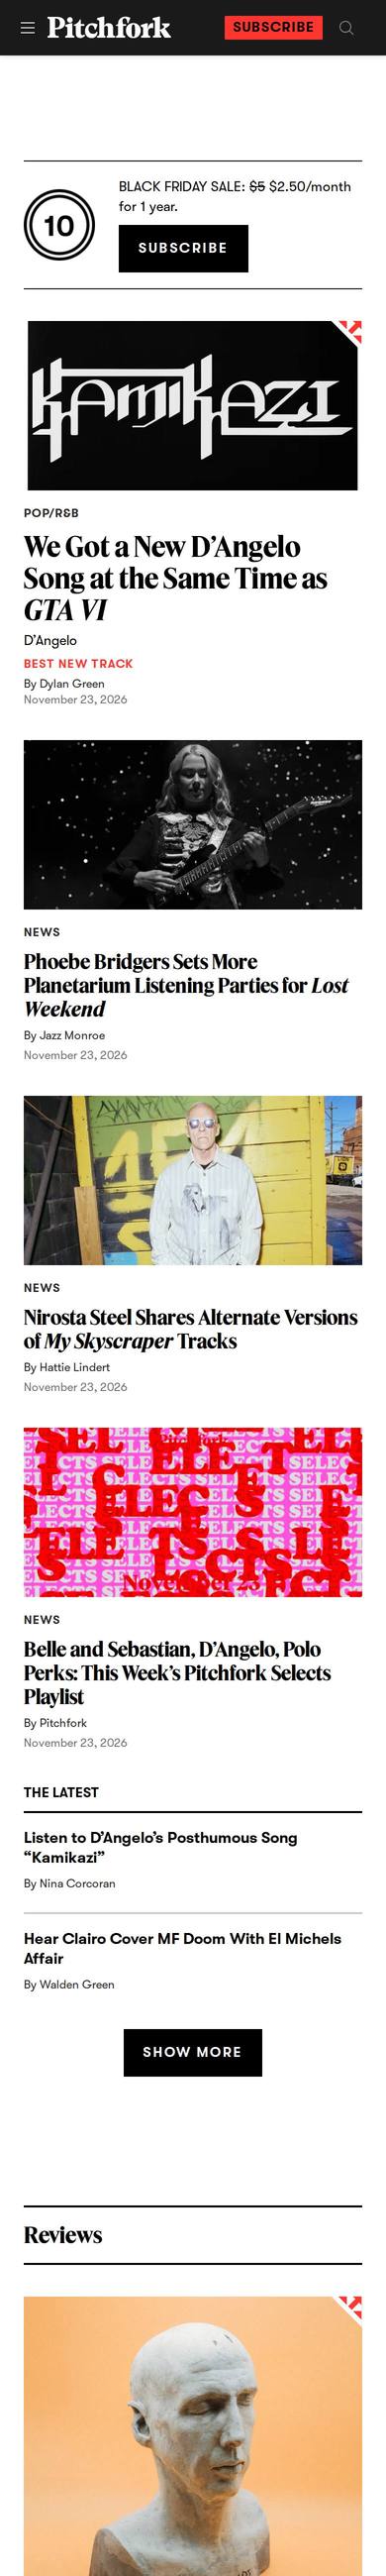 Pitchfork
SUBSCRIBE
10
BLACK FRIDAY SALE: $5 $2.50/month
for 1 year.
SUBSCRIBE
KamiKazi
POP/R&B
We Got a New D’Angelo
Song at the Same Time as
GTA VI
D’Angelo
BEST NEW TRACK
By Dylan Green
November 23, 2026
NEWS
Phoebe Bridgers Sets More
Planetarium Listening Parties for Lost
Weekend
By Jazz Monroe
November 23, 2026
NEWS
Nirosta Steel Shares Alternate Versions
of My Skyscraper Tracks
By Hattie Lindert
November 23, 2026
Pitchfork
November 23
NEWS
Belle and Sebastian, D’Angelo, Polo
Perks: This Week’s Pitchfork Selects
Playlist
By Pitchfork
November 23, 2026
THE LATEST
Listen to D’Angelo’s Posthumous Song
“Kamikazi”
By Nina Corcoran
Hear Clairo Cover MF Doom With El Michels
Affair
By Walden Green
SHOW MORE
Reviews